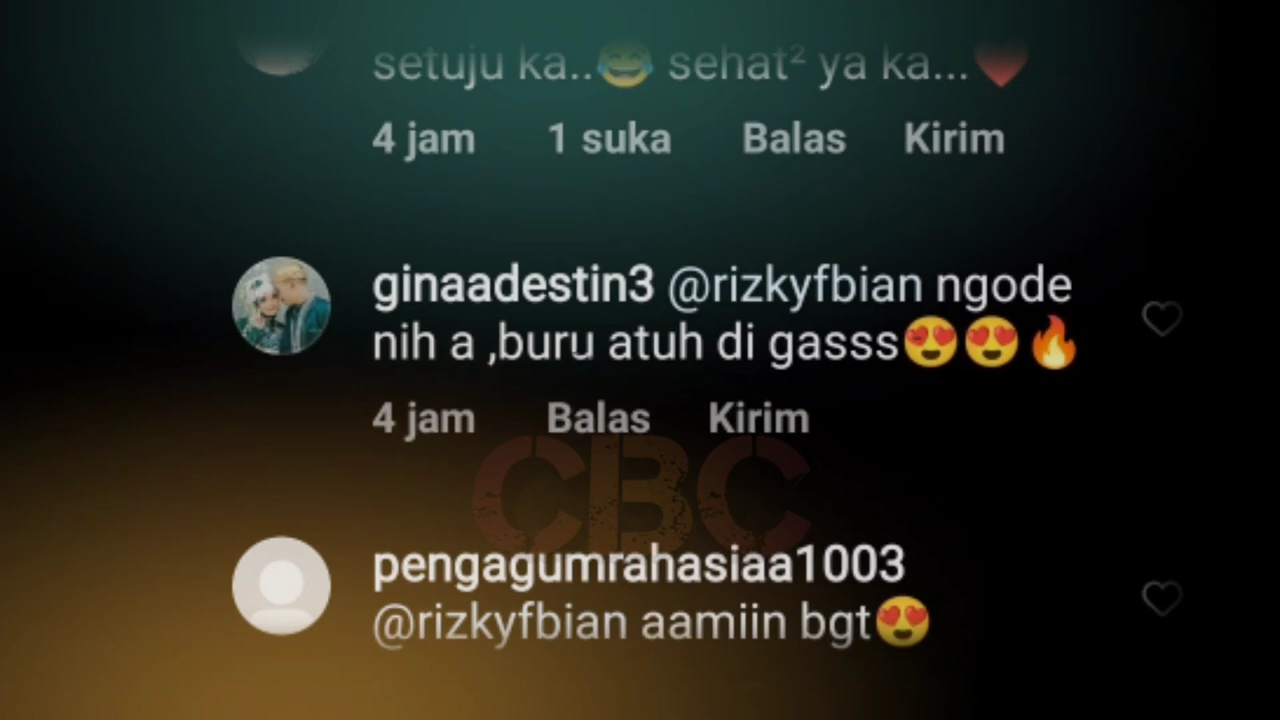 setuju ka..😂 sehat² ya ka...❤️
4 jam 1 suka Balas Kirim
ginaadestin3 @rizkyfbian ngode
nih a ,buru atuh di gasss😍😍🔥
4 jam Balas Kirim
CBC
pengagumrahasiaa1003
@rizkyfbian aamiin bgt😍